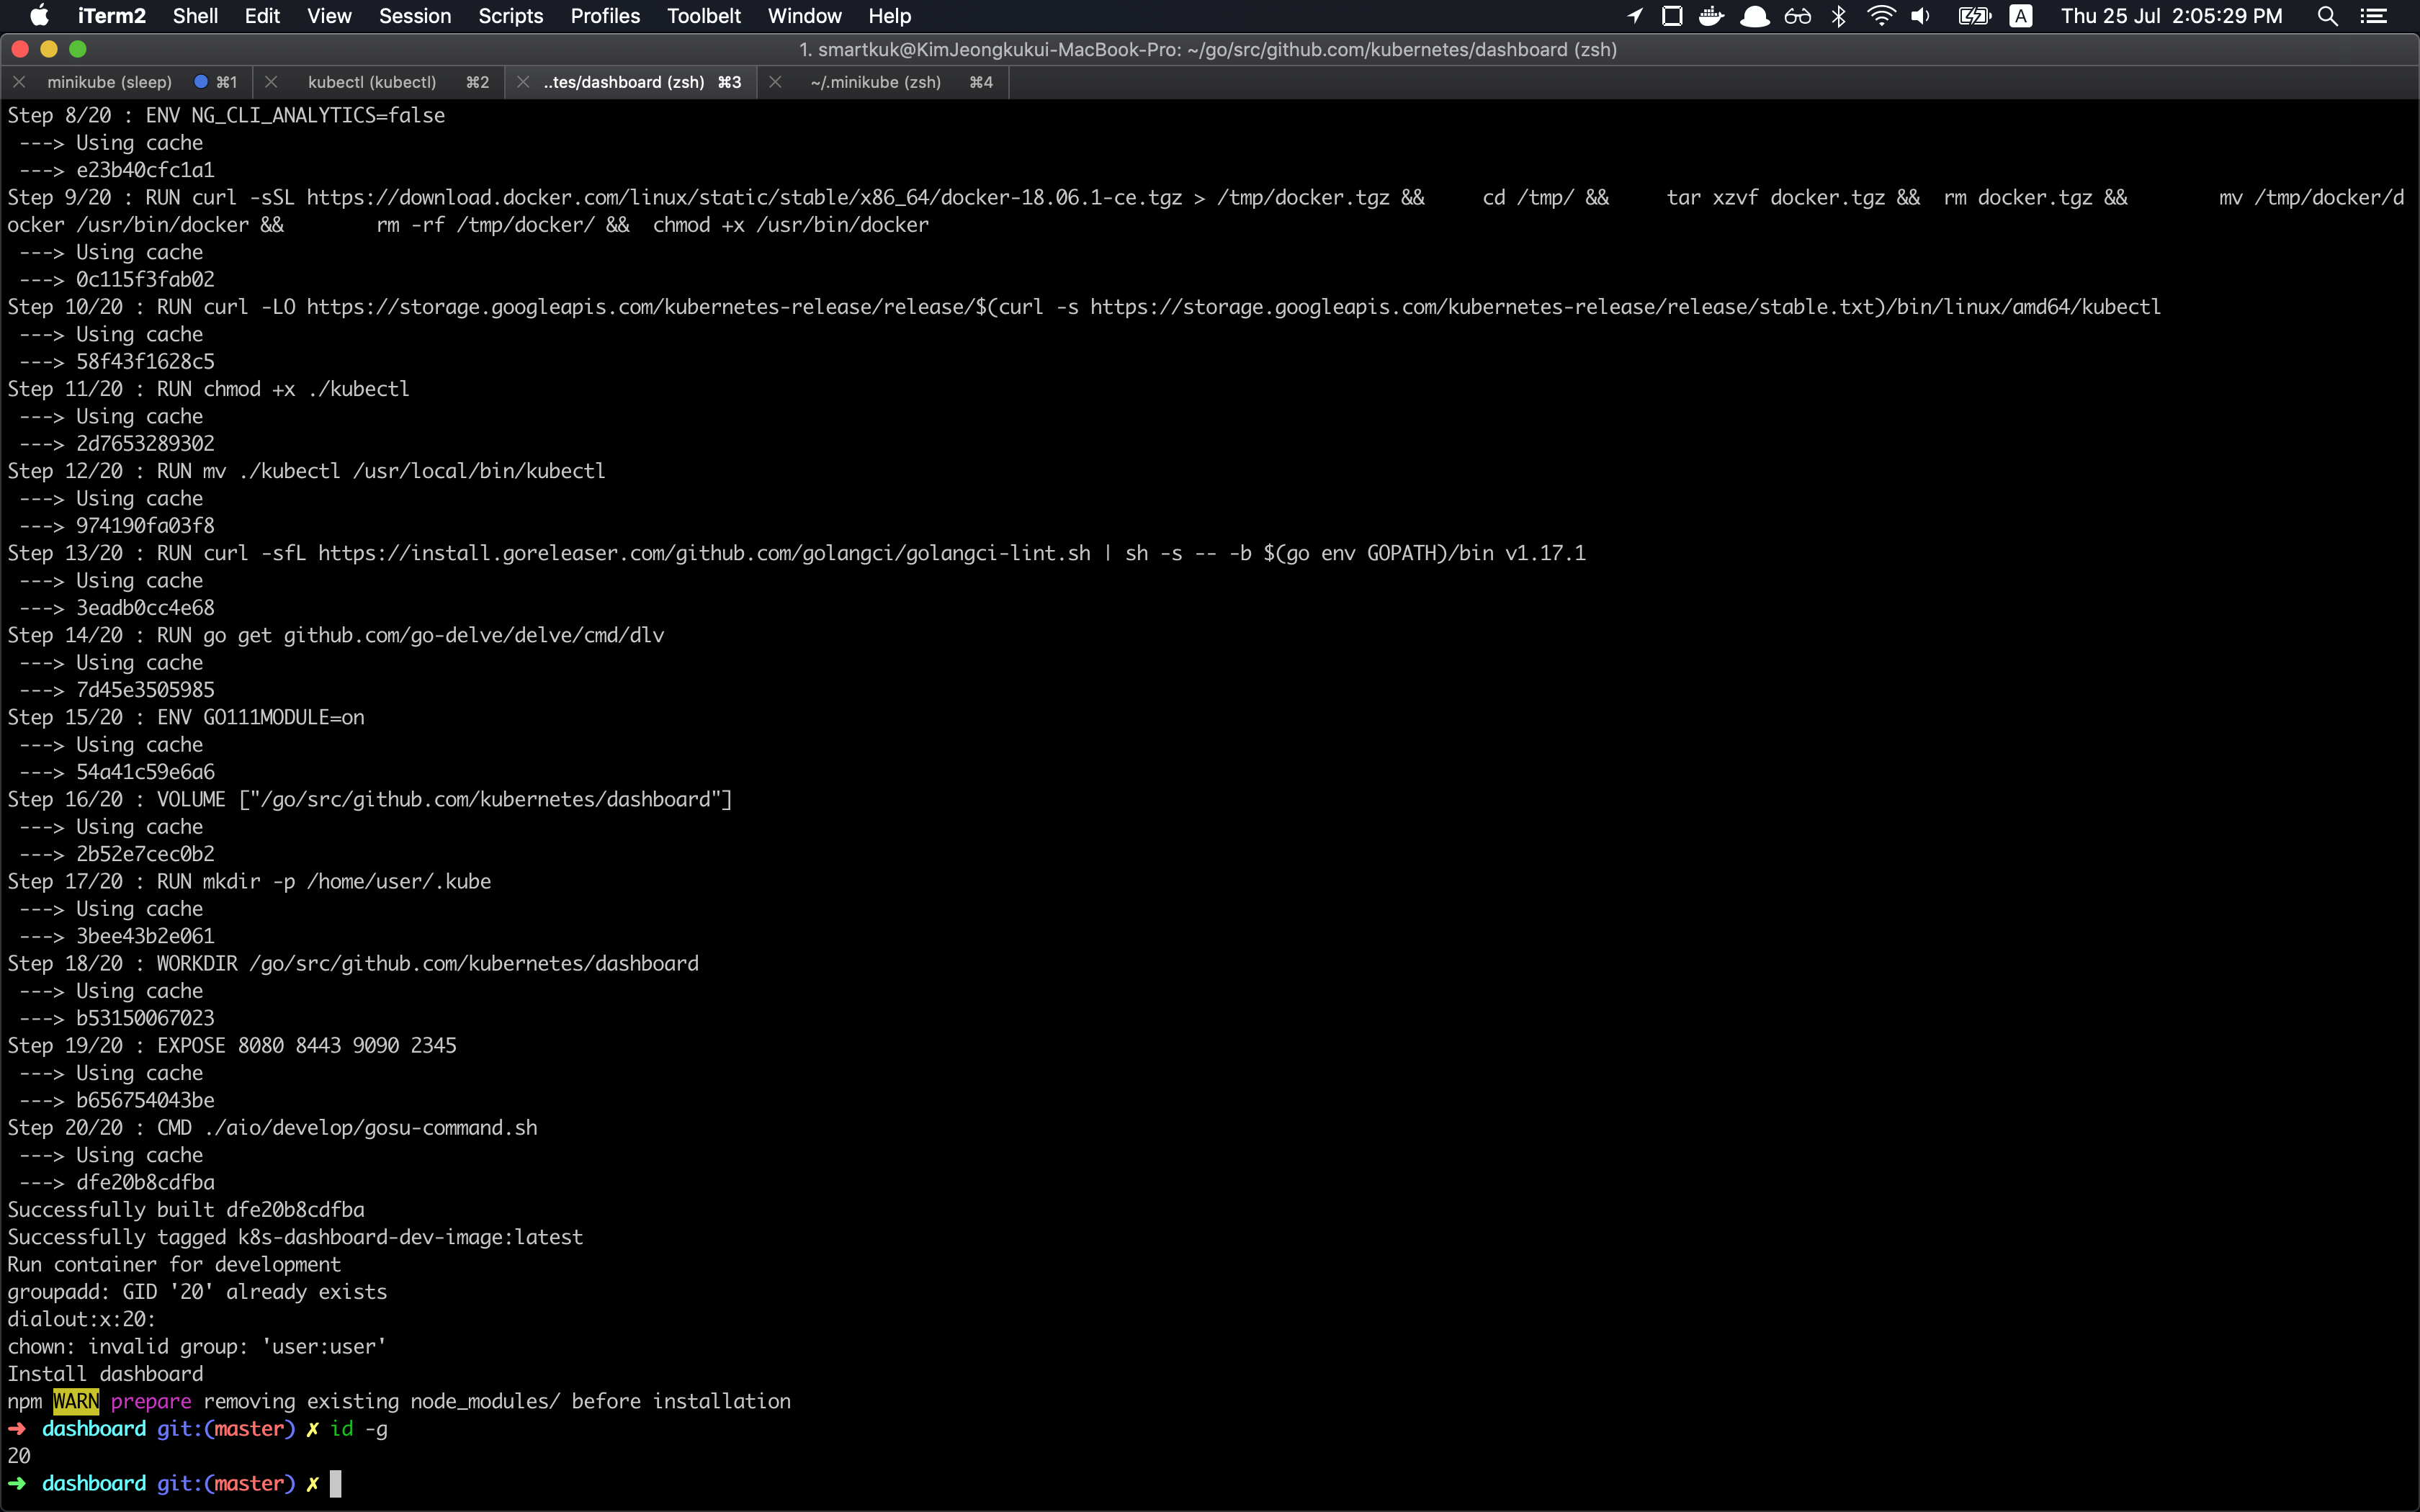 iTerm2 Shell Edit View Session Scripts Profiles Toolbelt Window Help A Thu 25 Jul 2:05:29 PM
1. smartkuk@KimJeongkukui-MacBook-Pro: ~/go/src/github.com/kubernetes/dashboard (zsh)
minikube (sleep) ⌘1 kubectl (kubectl) ⌘2 ..tes/dashboard (zsh) ⌘3 ~/.minikube (zsh) ⌘4
Step 8/20 : ENV NG_CLI_ANALYTICS=false
---> Using cache
---> e23b40cfc1a1
Step 9/20 : RUN curl -sSL https://download.docker.com/linux/static/stable/x86_64/docker-18.06.1-ce.tgz > /tmp/docker.tgz && cd /tmp/ && tar xzvf docker.tgz && rm docker.tgz && mv /tmp/docker/d
ocker /usr/bin/docker && rm -rf /tmp/docker/ && chmod +x /usr/bin/docker
---> Using cache
---> 0c115f3fab02
Step 10/20 : RUN curl -LO https://storage.googleapis.com/kubernetes-release/release/$(curl -s https://storage.googleapis.com/kubernetes-release/release/stable.txt)/bin/linux/amd64/kubectl
---> Using cache
---> 58f43f1628c5
Step 11/20 : RUN chmod +x ./kubectl
---> Using cache
---> 2d7653289302
Step 12/20 : RUN mv ./kubectl /usr/local/bin/kubectl
---> Using cache
---> 974190fa03f8
Step 13/20 : RUN curl -sfL https://install.goreleaser.com/github.com/golangci/golangci-lint.sh | sh -s -- -b $(go env GOPATH)/bin v1.17.1
---> Using cache
---> 3eadb0cc4e68
Step 14/20 : RUN go get github.com/go-delve/delve/cmd/dlv
---> Using cache
---> 7d45e3505985
Step 15/20 : ENV GO111MODULE=on
---> Using cache
---> 54a41c59e6a6
Step 16/20 : VOLUME ["/go/src/github.com/kubernetes/dashboard"]
---> Using cache
---> 2b52e7cec0b2
Step 17/20 : RUN mkdir -p /home/user/.kube
---> Using cache
---> 3bee43b2e061
Step 18/20 : WORKDIR /go/src/github.com/kubernetes/dashboard
---> Using cache
---> b53150067023
Step 19/20 : EXPOSE 8080 8443 9090 2345
---> Using cache
---> b656754043be
Step 20/20 : CMD ./aio/develop/gosu-command.sh
---> Using cache
---> dfe20b8cdfba
Successfully built dfe20b8cdfba
Successfully tagged k8s-dashboard-dev-image:latest
Run container for development
groupadd: GID '20' already exists
dialout:x:20:
chown: invalid group: 'user:user'
Install dashboard
npm WARN prepare removing existing node_modules/ before installation
➜ dashboard git:(master) ✗ id -g
20
➜ dashboard git:(master) ✗